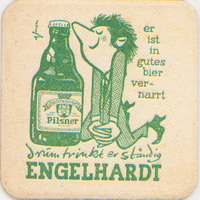 er
ist in
gutes
bier
ver-
narrt
Pilsner
drum trinkt er ständig
ENGELHARDT